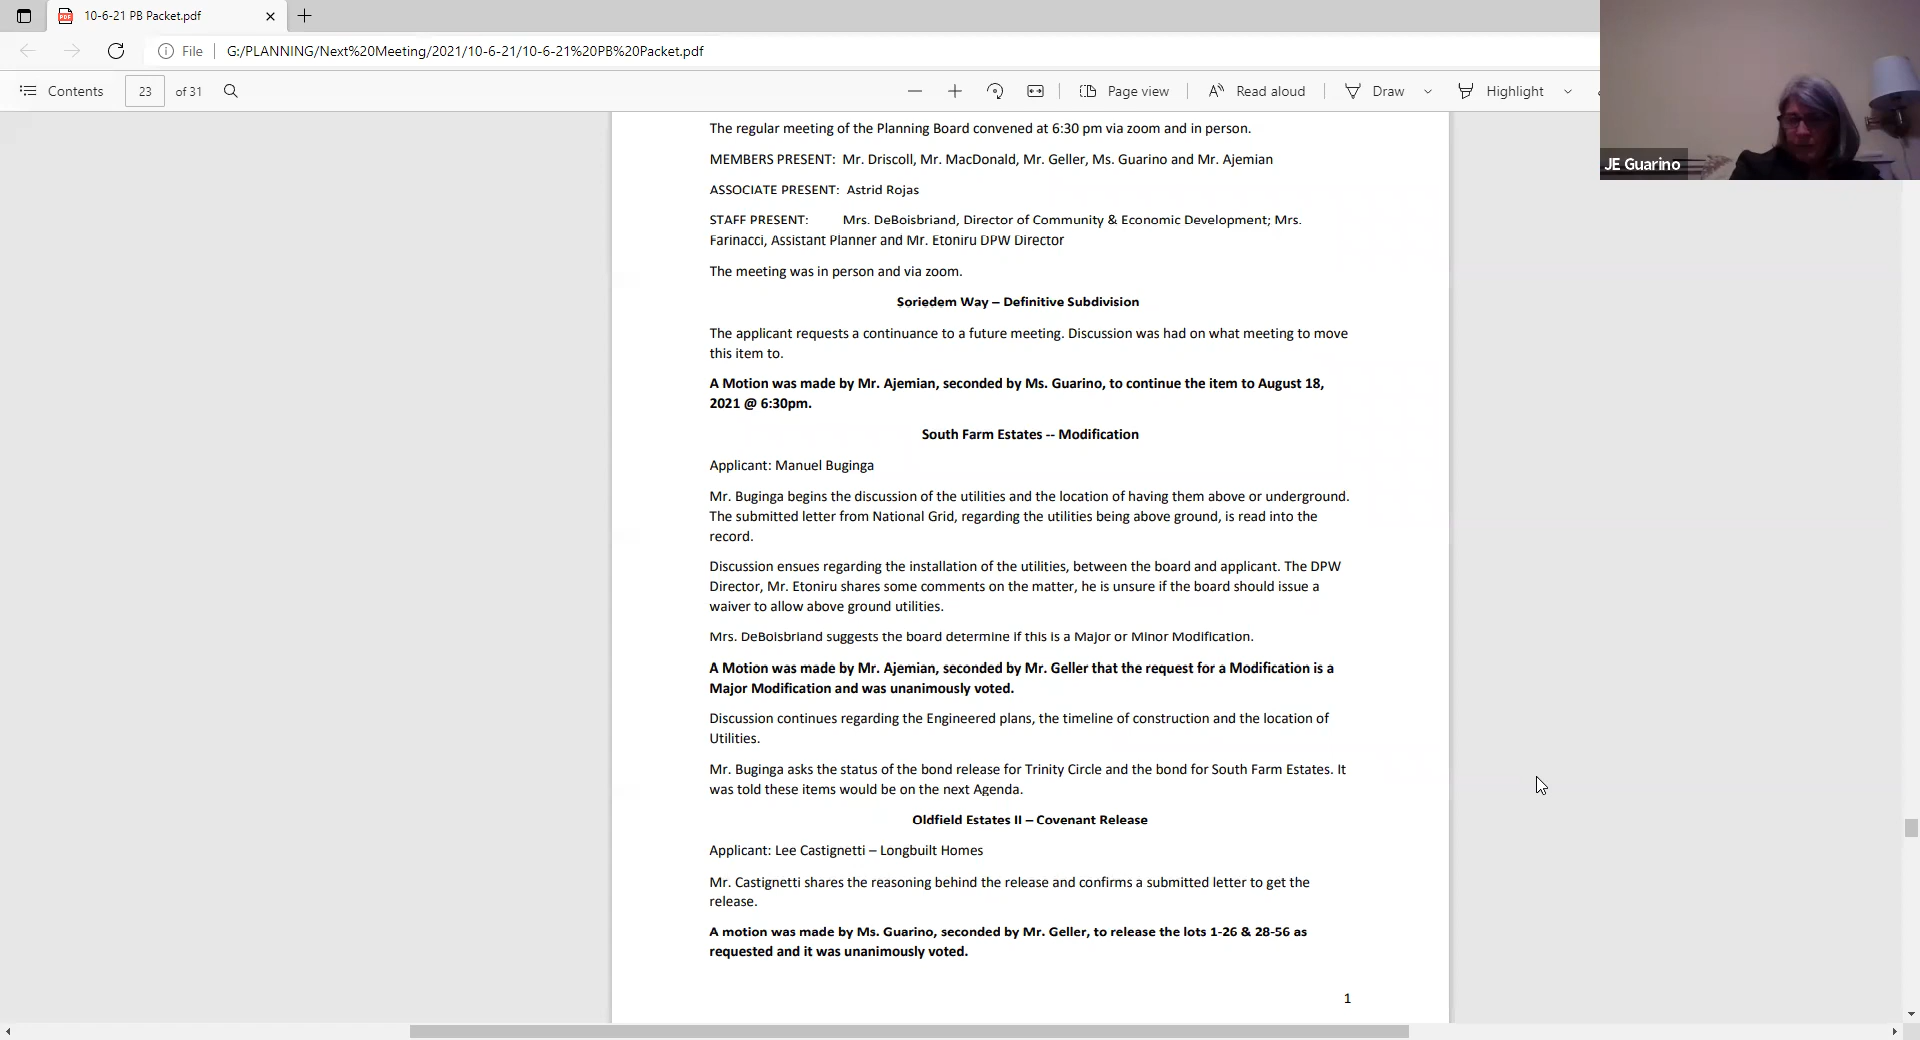 10-6-21 PB Packet.pdf
File
G:/PLANNING/Next%20Meeting/2021/10-6-21/10-6-21%20PB%20Packet.pdf
Contents
23
of 31
Page view
Read aloud
Draw
Highlight
JE Guarino
The regular meeting of the Planning Board convened at 6:30 pm via zoom and in person.
MEMBERS PRESENT: Mr. Driscoll, Mr. MacDonald, Mr. Geller, Ms. Guarino and Mr. Ajemian
ASSOCIATE PRESENT: Astrid Rojas
STAFF PRESENT: Mrs. DeBoisbriand, Director of Community & Economic Development; Mrs.
Farinacci, Assistant Planner and Mr. Etoniru DPW Director
The meeting was in person and via zoom.
Soriedem Way – Definitive Subdivision
The applicant requests a continuance to a future meeting. Discussion was had on what meeting to move
this item to.
A Motion was made by Mr. Ajemian, seconded by Ms. Guarino, to continue the item to August 18,
2021 @ 6:30pm.
South Farm Estates -- Modification
Applicant: Manuel Buginga
Mr. Buginga begins the discussion of the utilities and the location of having them above or underground.
The submitted letter from National Grid, regarding the utilities being above ground, is read into the
record.
Discussion ensues regarding the installation of the utilities, between the board and applicant. The DPW
Director, Mr. Etoniru shares some comments on the matter, he is unsure if the board should issue a
waiver to allow above ground utilities.
Mrs. DeBoisbriand suggests the board determine if this is a Major or Minor Modification.
A Motion was made by Mr. Ajemian, seconded by Mr. Geller that the request for a Modification is a
Major Modification and was unanimously voted.
Discussion continues regarding the Engineered plans, the timeline of construction and the location of
Utilities.
Mr. Buginga asks the status of the bond release for Trinity Circle and the bond for South Farm Estates. It
was told these items would be on the next Agenda.
Oldfield Estates II – Covenant Release
Applicant: Lee Castignetti – Longbuilt Homes
Mr. Castignetti shares the reasoning behind the release and confirms a submitted letter to get the
release.
A motion was made by Ms. Guarino, seconded by Mr. Geller, to release the lots 1-26 & 28-56 as
requested and it was unanimously voted.
1